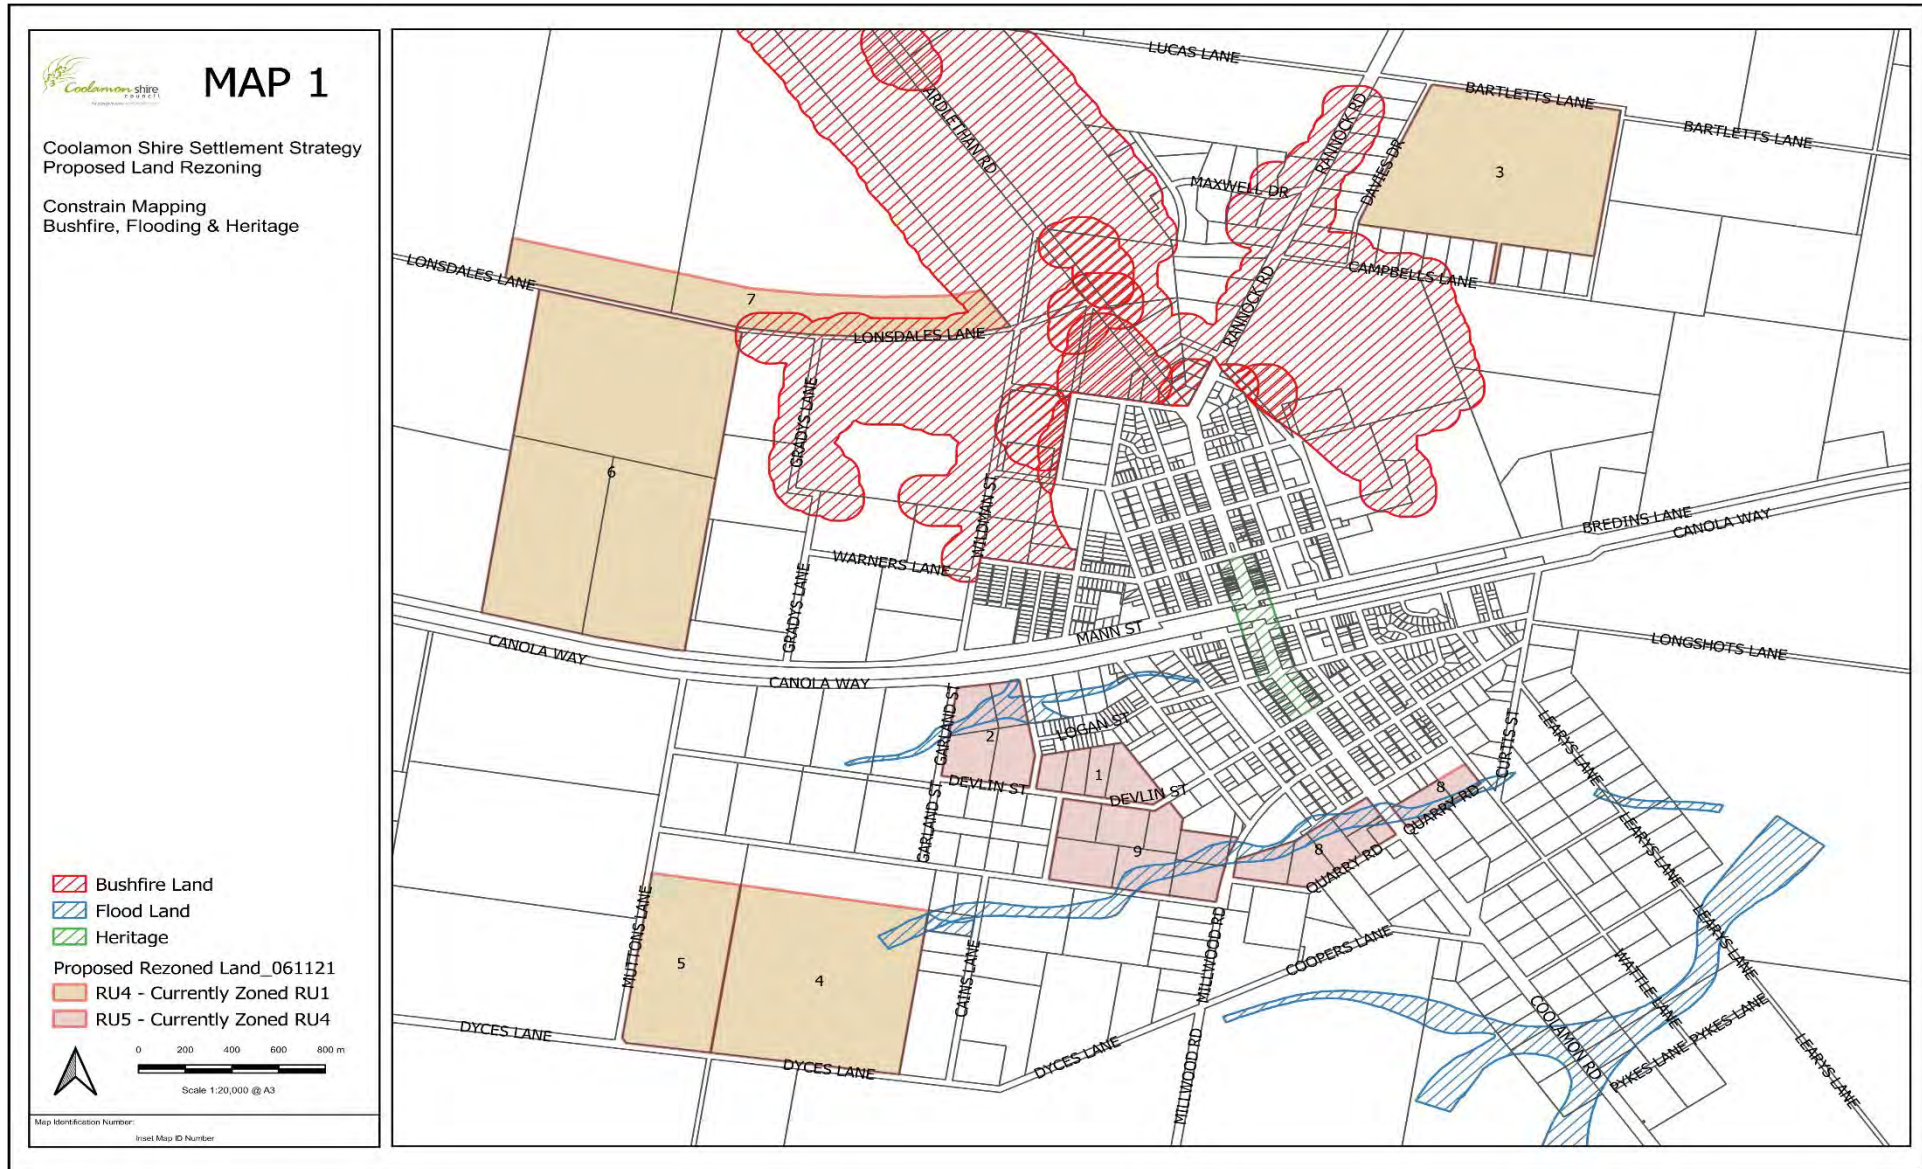 Coolamon shire
council
MAP 1
Coolamon Shire Settlement Strategy
Proposed Land Rezoning
Constrain Mapping
Bushfire, Flooding & Heritage
Bushfire Land
Flood Land
Heritage
Proposed Rezoned Land_061121
RU4 - Currently Zoned RU1
RU5 - Currently Zoned RU4
0 200 400 600 800 m
Scale 1:20,000 @ A3
Map Identification Number:
Inset Map ID Number
LUCAS LANE
BARTLETTS LANE
BARTLETTS LANE
ARDLETHAN RD
RANNOCK RD
DAVIES DR
3
MAXWELL DR
LONSDALES LANE
7
CAMPBELLS LANE
RANNOCK RD
LONSDALES LANE
GRADYS LANE
6
WILDMAN ST
BREDINS LANE
CANOLA WAY
WARNERS LANE
GRADYS LANE
MANN ST
CANOLA WAY
LONGSHOTS LANE
CANOLA WAY
GARLAND ST
2
LOGAN ST
CURTIS ST
LEARYS LANE
DEVLIN ST
1
DEVLIN ST
8
QUARRY RD
GARLAND ST
9
8
QUARRY RD
LEARYS LANE
MUTTONS LANE
5
4
CAINS LANE
MILLWOOD RD
COOPERS LANE
LEARYS LANE
WATTLE LANE
DYCES LANE
DYCES LANE
DYCES LANE
MILLWOOD RD
COOLAMON RD
PYKES LANE
PYKES LANE
LEARYS LANE